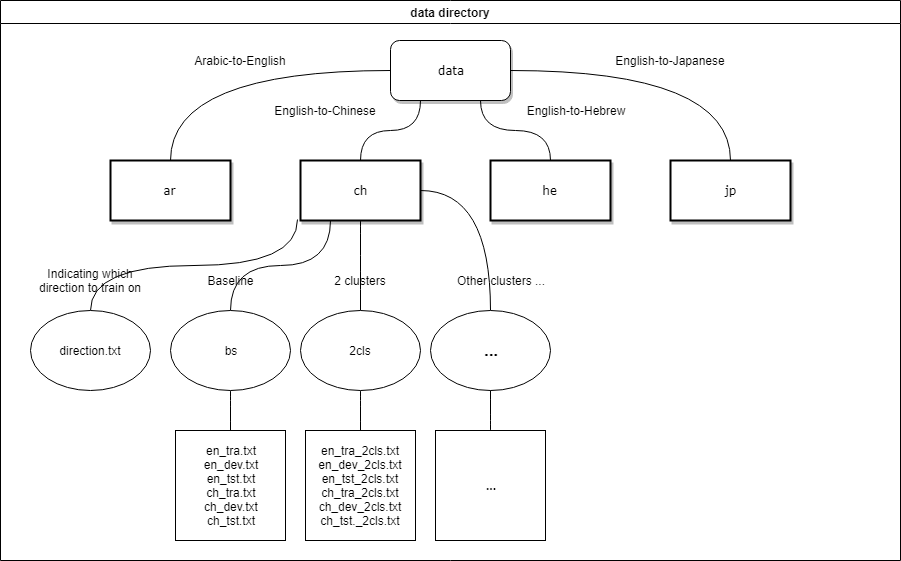 data directory
Arabic-to-English
data
English-to-Japanese
English-to-Chinese
English-to-Hebrew
ar
ch
he
jp
Indicating which
direction to train on
Baseline
2 clusters
Other clusters ...
direction.txt
bs
2cls
...
en_tra.txt
en_dev.txt
en_tst.txt
ch_tra.txt
ch_dev.txt
ch_tst.txt
en_tra_2cls.txt
en_dev_2cls.txt
en_tst_2cls.txt
ch_tra_2cls.txt
ch_dev_2cls.txt
ch_tst._2cls.txt
...